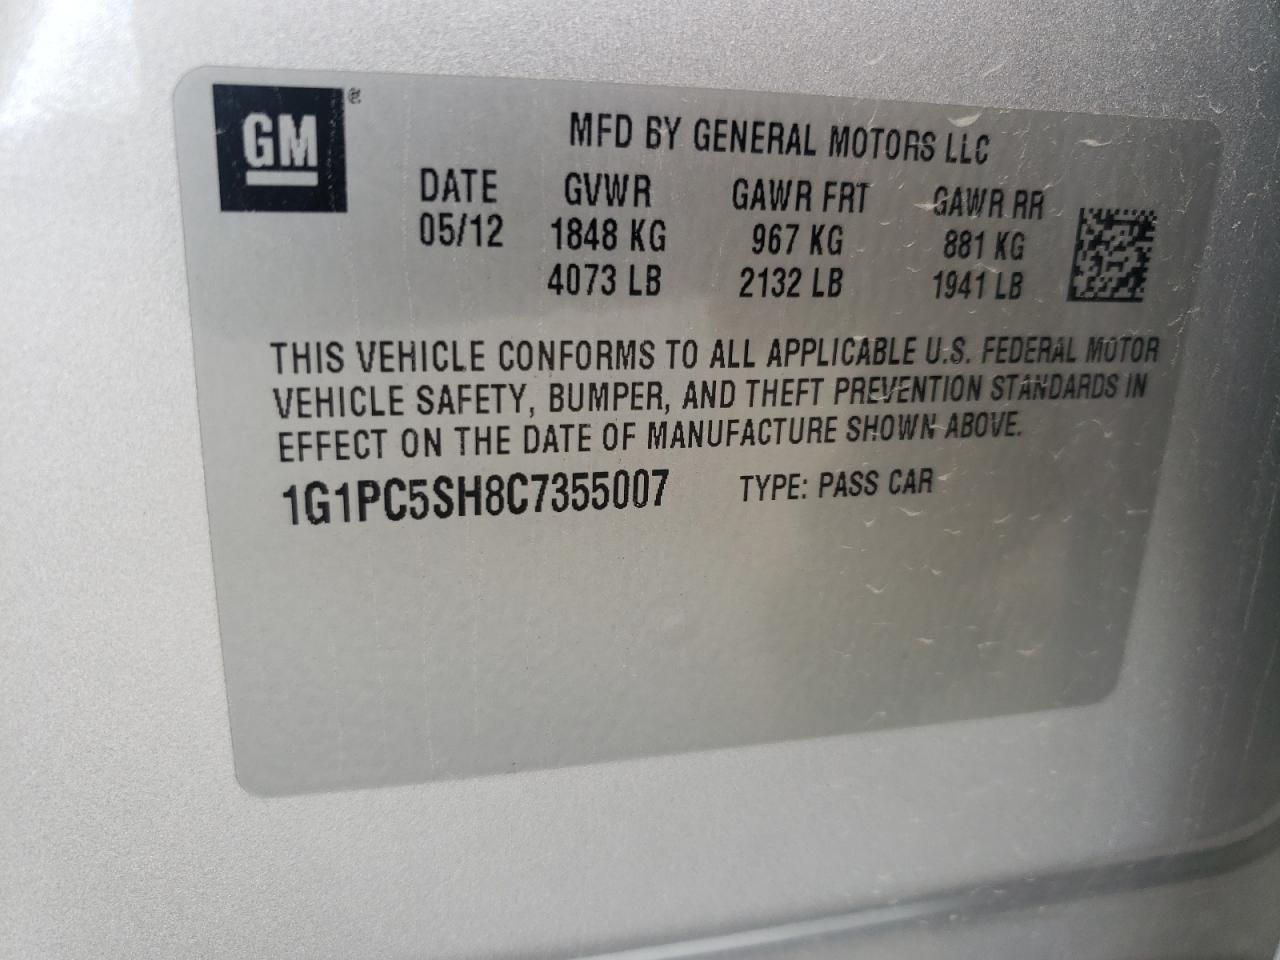 GM ®
MFD BY GENERAL MOTORS LLC
DATE GVWR GAWR FRT GAWR RR
05/12 1848 KG 967 KG 881 KG
4073 LB 2132 LB 1941 LB
THIS VEHICLE CONFORMS TO ALL APPLICABLE U.S. FEDERAL MOTOR
VEHICLE SAFETY, BUMPER, AND THEFT PREVENTION STANDARDS IN
EFFECT ON THE DATE OF MANUFACTURE SHOWN ABOVE.
1G1PC5SH8C7355007 TYPE: PASS CAR